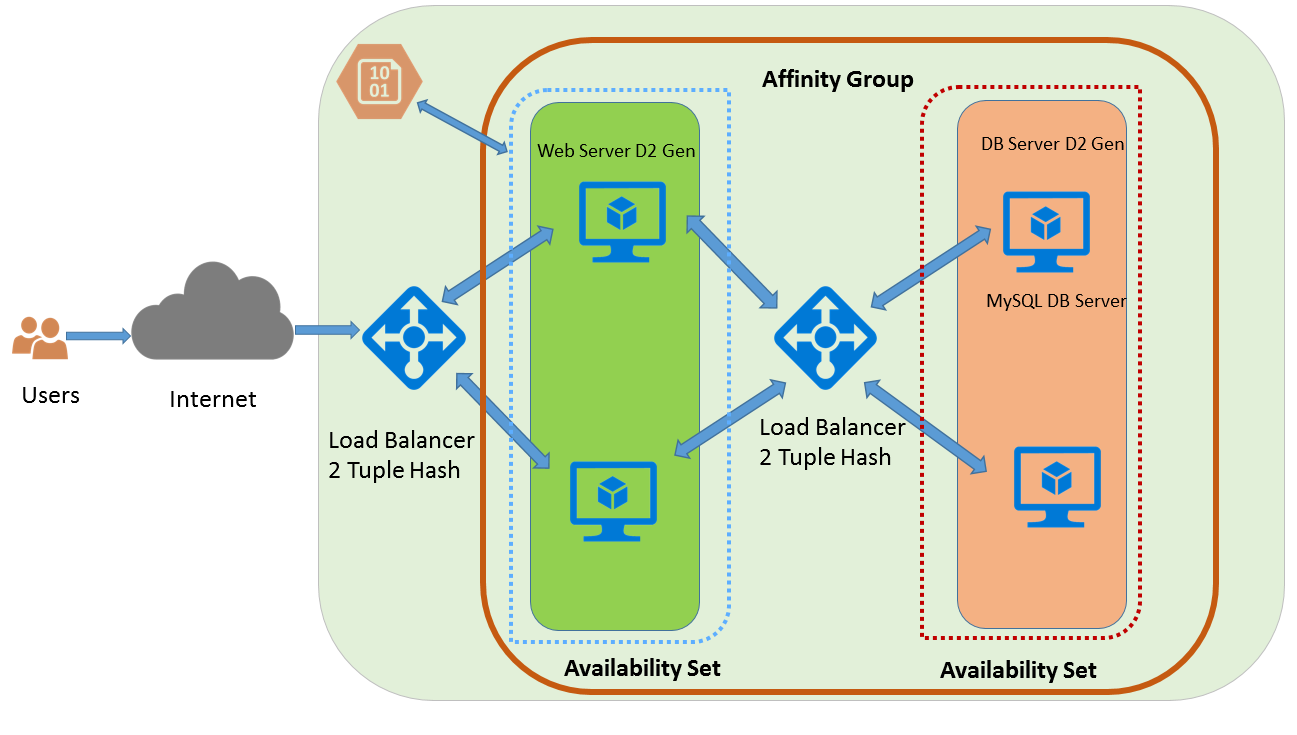 10
01
Affinity Group
Web Server D2 Gen
DB Server D2 Gen
MySQL DB Server
Users
Internet
Load Balancer
2 Tuple Hash
Load Balancer
2 Tuple Hash
Availability Set
Availability Set